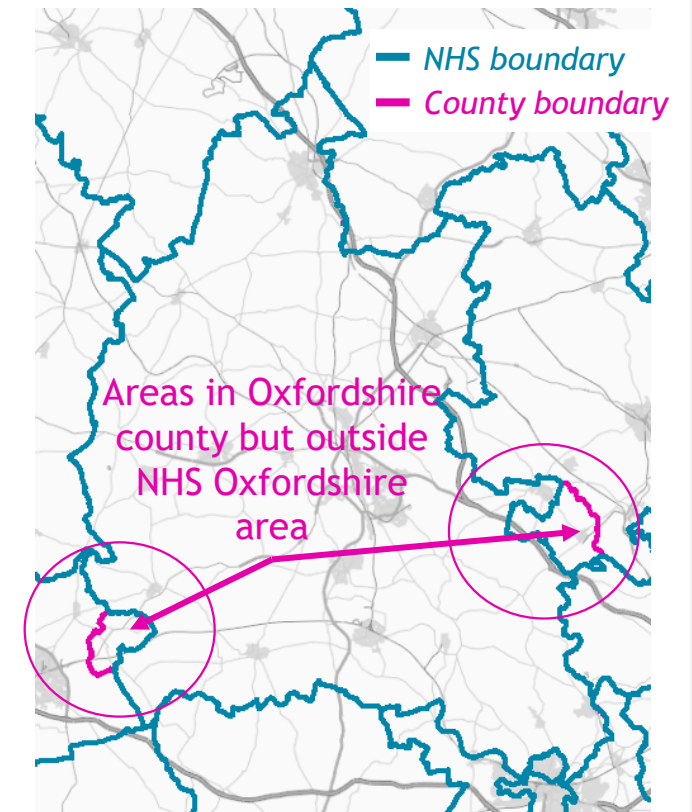 NHS boundary
County boundary
Areas in Oxfordshire
county but outside
NHS Oxfordshire
area